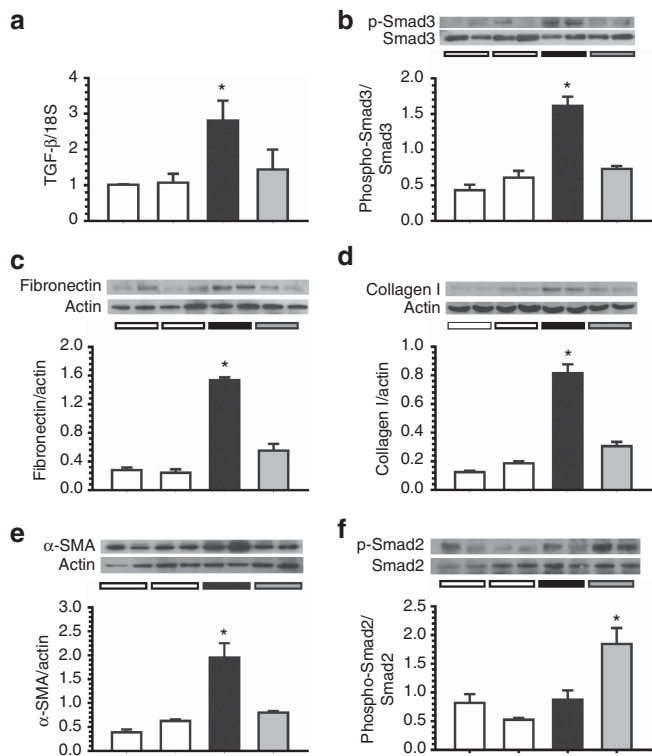 a
TGF-β/18S
4
3
2
1
*
b
p-Smad3
Smad3
Phospho-Smad3/
Smad3
2.0
1.5
1.0
0.5
0.0
*
c
Fibronectin
Actin
Fibronectin/actin
2.0
1.6
1.2
0.8
0.4
0.0
*
d
Collagen I
Actin
Collagen I/actin
1.0
0.8
0.6
0.4
0.2
0.0
*
e
α-SMA
Actin
α-SMA/actin
3.0
2.5
2.0
1.5
1.0
0.5
0.0
*
f
p-Smad2
Smad2
Phospho-Smad2/
Smad2
2.5
2.0
1.5
1.0
0.5
0.0
*